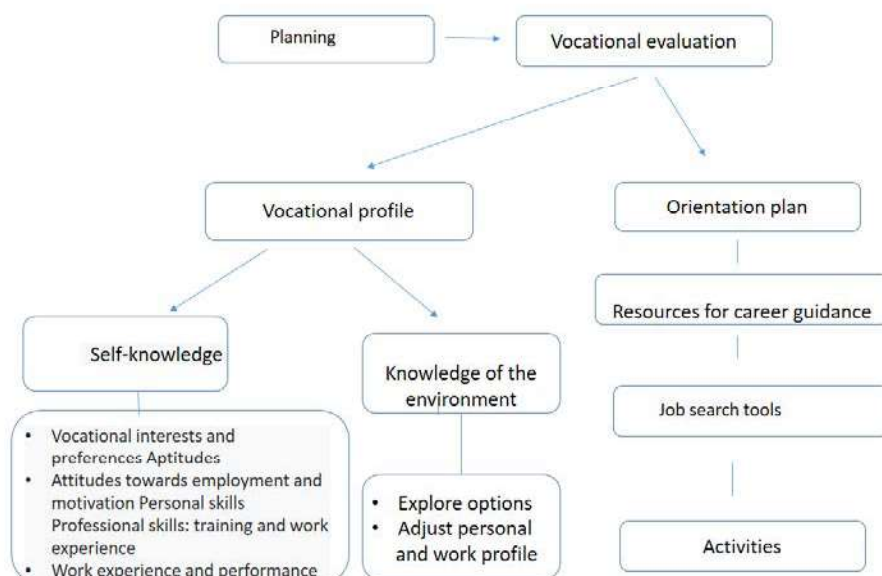 Planning
Vocational evaluation
Vocational profile
Orientation plan
Resources for career guidance
Self-knowledge
Knowledge of the
environment
Job search tools
• Vocational interests and
preferences Aptitudes
• Attitudes towards employment and
motivation Personal skills
Professional skills: training and work
experience
• Work experience and performance
• Explore options
• Adjust personal
and work profile
Activities